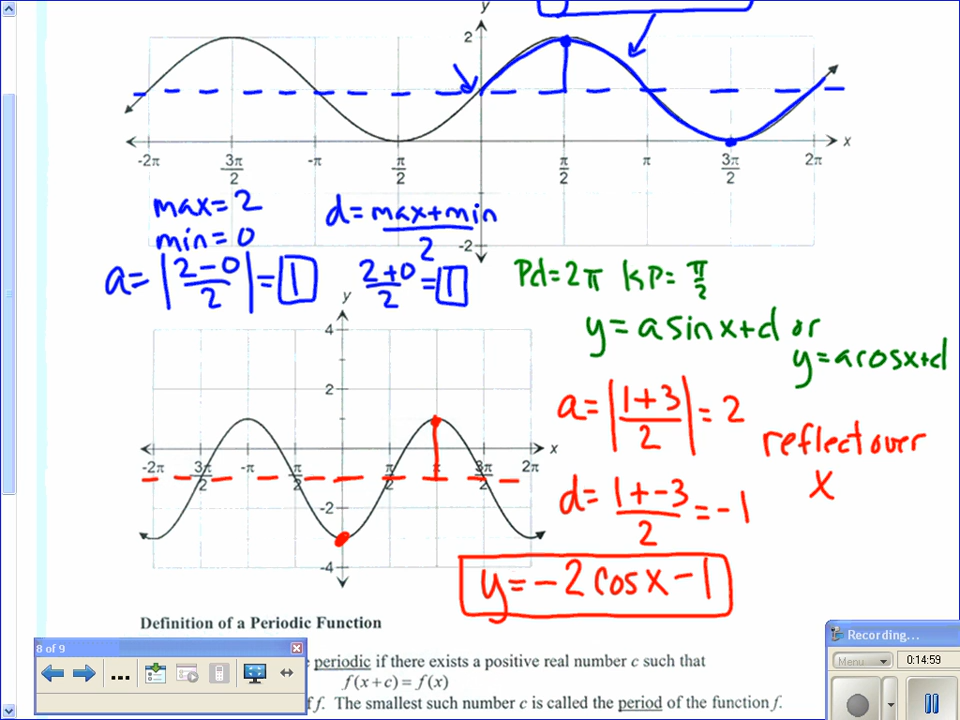 y
2
x
-2π 3π/2 -π π/2 π/2 π 3π/2 2π
-2
max=2
min=0
a=|2-0/2|=1
d=max+min/2
2+0/2=1
Pd=2π KP=π/2
y=a sin x+d or
y=a cos x+d
y
4
2
x
-2π 3π/2 -π π/2 π/2 π 3π/2 2π
-2
-4
a=|1+3/2|=2
reflect over
x
d=1+-3/2=-1
y=-2cosx-1
Definition of a Periodic Function
8 of 9
periodic if there exists a positive real number c such that
f(x+c)=f(x)
f f. The smallest such number c is called the period of the function f.
Recording...
Menu
0:14:59